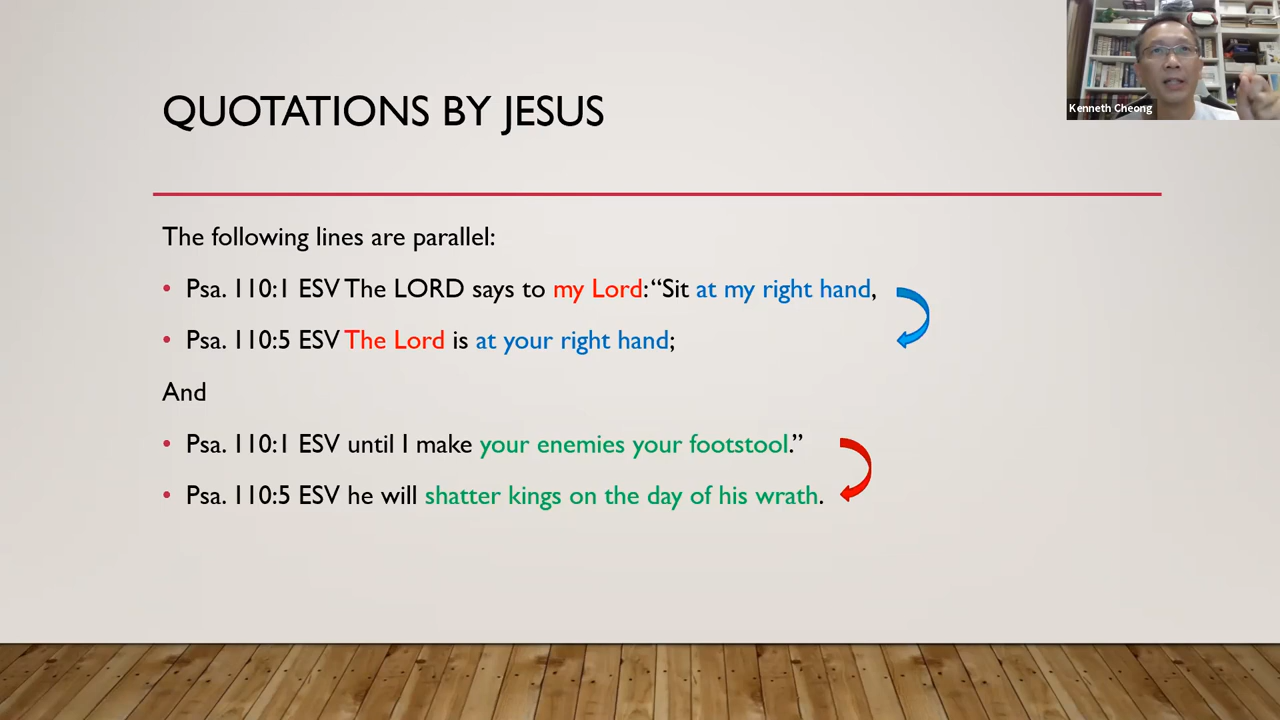 Kenneth Cheong
QUOTATIONS BY JESUS
The following lines are parallel:
• Psa. 110:1 ESV The LORD says to my Lord: “Sit at my right hand,
• Psa. 110:5 ESV The Lord is at your right hand;
And
• Psa. 110:1 ESV until I make your enemies your footstool.”
• Psa. 110:5 ESV he will shatter kings on the day of his wrath.